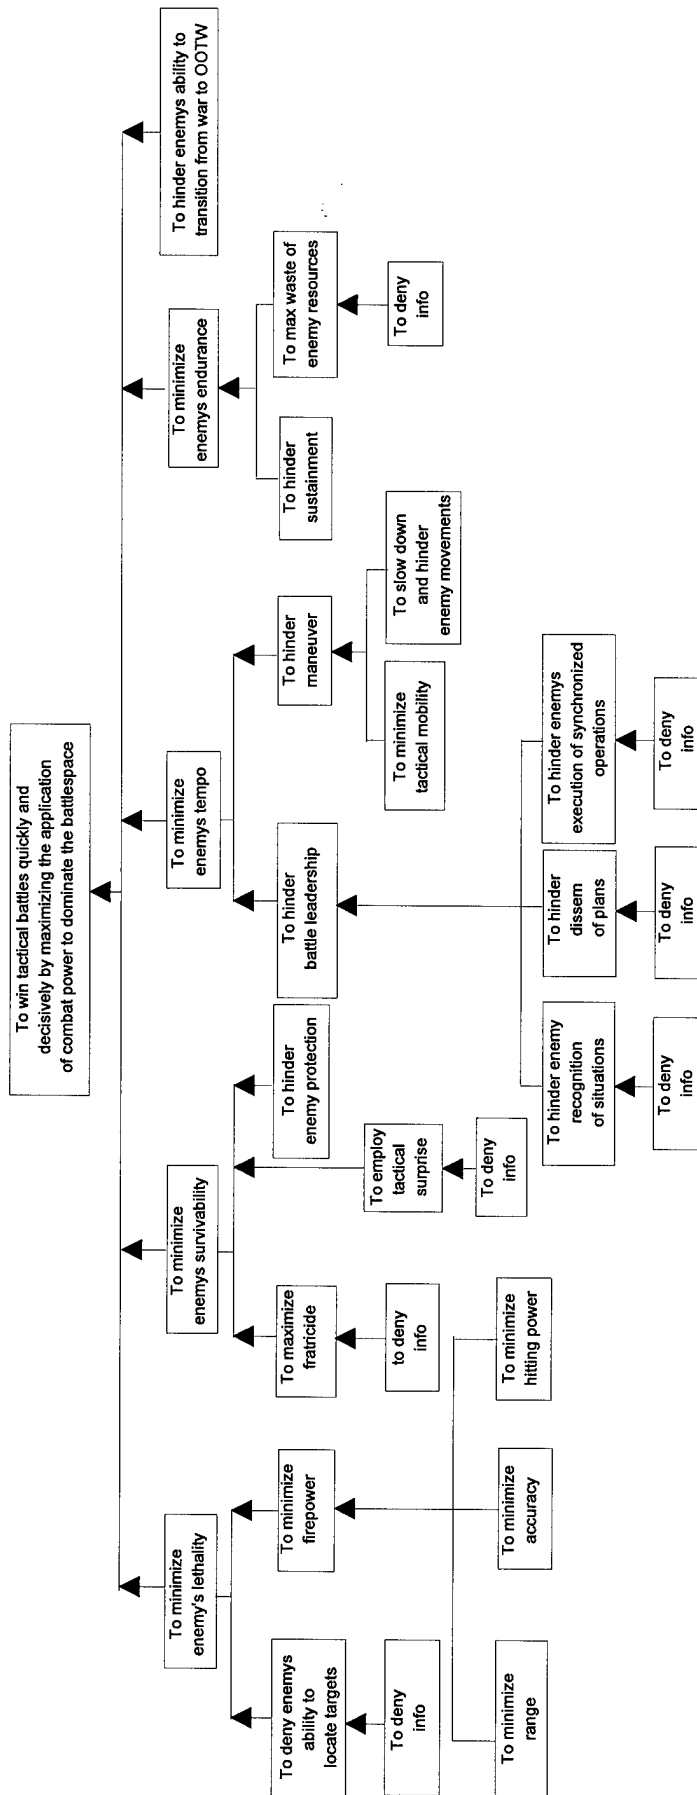 To win tactical battles quickly and
decisively by maximizing the application
of combat power to dominate the battlespace
To minimize
enemy's lethality
To minimize
enemys survivability
To minimize
enemys tempo
To minimize
enemys endurance
To hinder enemys ability to
transition from war to OOTW
To deny enemys
ability to
locate targets
To minimize
firepower
To maximize
fratricide
To hinder
enemy protection
To hinder
battle leadership
To hinder
maneuver
To hinder
sustainment
To max waste of
enemy resources
To deny
info
to deny
info
To employ
tactical
surprise
To minimize
tactical mobility
To slow down
and hinder
enemy movements
To deny
info
To deny
info
To minimize
range
To minimize
accuracy
To minimize
hitting power
To hinder enemy
recognition
of situations
To hinder
dissem
of plans
To hinder enemys
execution of synchronized
operations
To deny
info
To deny
info
To deny
info